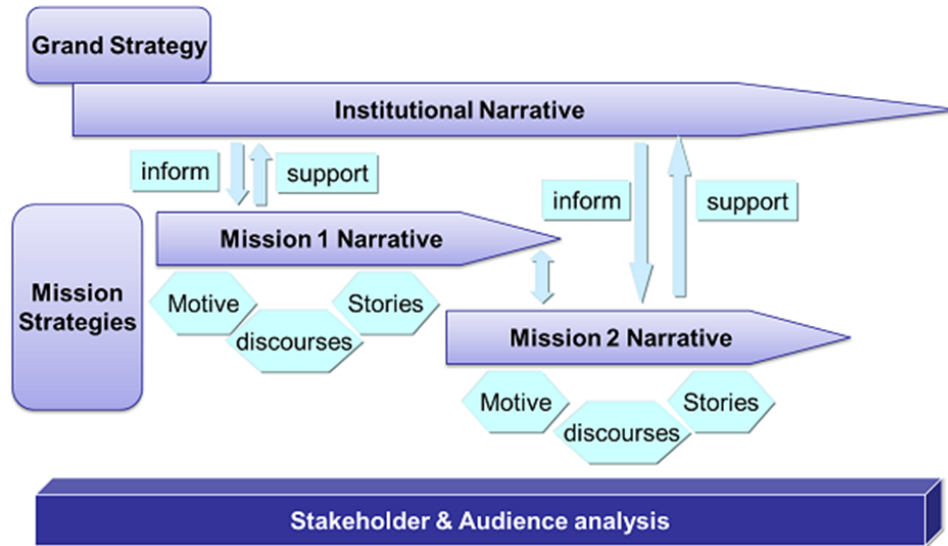 Grand Strategy
Institutional Narrative
inform
support
inform
support
Mission 1 Narrative
Mission
Strategies
Motive
discourses
Stories
Mission 2 Narrative
Motive
discourses
Stories
Stakeholder & Audience analysis